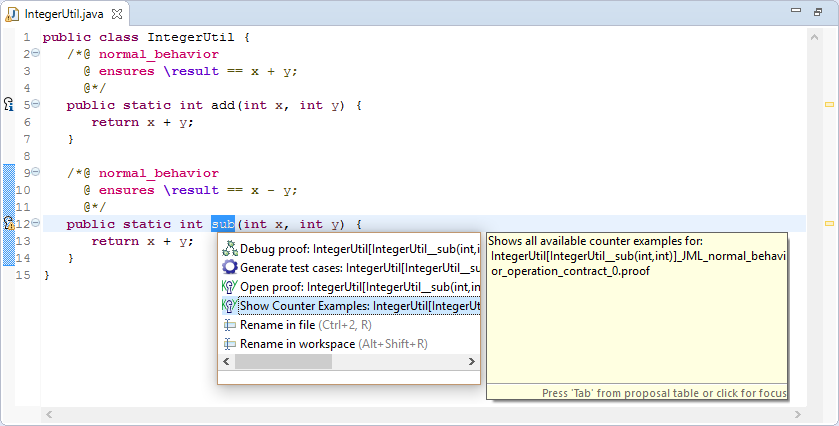 IntegerUtil.java
1 public class IntegerUtil {
2 /*@ normal_behavior
3 @ ensures \result == x + y;
4 @*/
5 public static int add(int x, int y) {
6 return x + y;
7 }
8
9 /*@ normal_behavior
10 @ ensures \result == x - y;
11 @*/
12 public static int sub(int x, int y) {
13 return x + y;
14 }
15 }
Debug proof: IntegerUtil[IntegerUtil__sub(int,i
Generate test cases: IntegerUtil[IntegerUtil__su
Open proof: IntegerUtil[IntegerUtil__sub(int,in
Show Counter Examples: IntegerUtil[IntegerUtil
Rename in file (Ctrl+2, R)
Rename in workspace (Alt+Shift+R)
Shows all available counter examples for:
IntegerUtil[IntegerUtil__sub(int,int)]_JML_normal_behavi
or_operation_contract_0.proof
Press 'Tab' from proposal table or click for focus